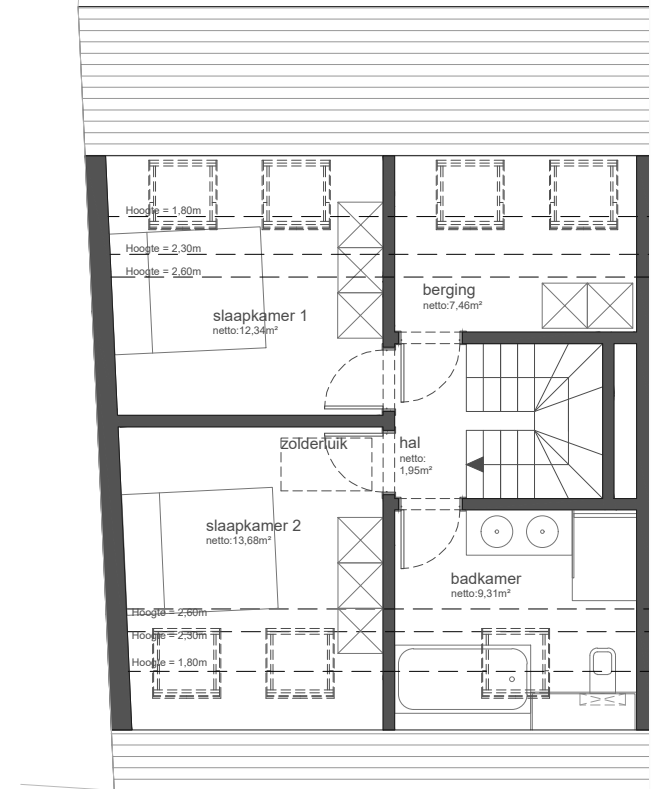 Hoogte = 1,80m
Hoogte = 2,30m
Hoogte = 2,60m
berging
netto:7,46m²
slaapkamer 1
netto:12,34m²
zolderluik
hal
netto:
1,95m²
slaapkamer 2
netto:13,68m²
badkamer
netto:9,31m²
Hoogte = 2,60m
Hoogte = 2,30m
Hoogte = 1,80m